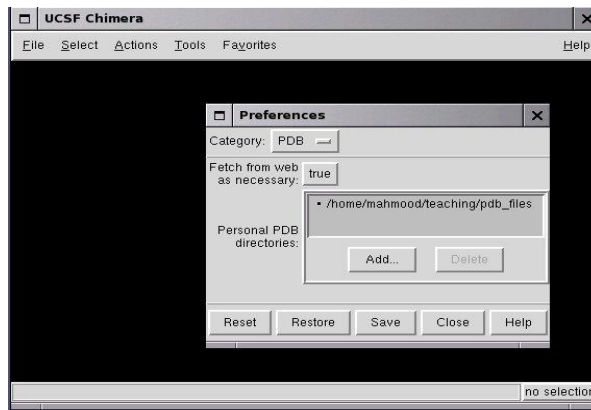 UCSF Chimera
File Select Actions Tools Favorites Help
Preferences
Category: PDB
Fetch from web
as necessary: true
• /home/mahmood/teaching/pdb_files
Personal PDB
directories:
Add... Delete
Reset Restore Save Close Help
no selection